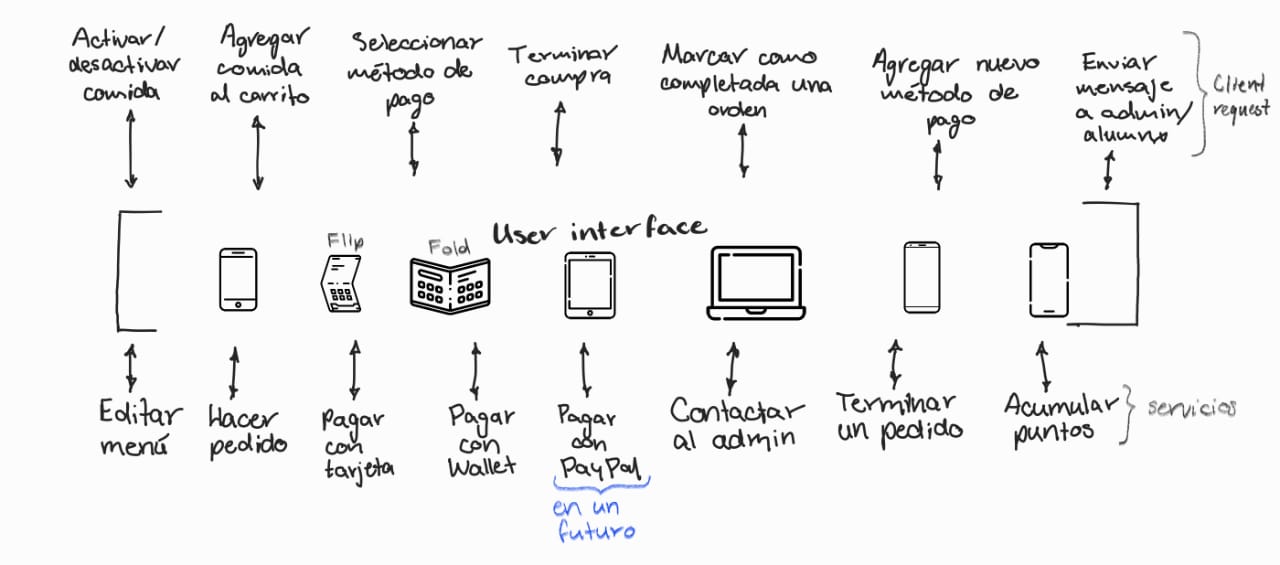 Activar/
desactivar
comida
Agregar
comida
al carrito
Seleccionar
método de
pago
Terminar
compra
Marcar como
completada una
orden
Agregar nuevo
método de
pago
Enviar
mensaje
a admin/
alumno
Client
request
User interface
Flip
Fold
Editar
menú
Hacer
pedido
Pagar
con
tarjeta
Pagar
con
Wallet
Pagar
con
PayPal
en un
futuro
Contactar
al admin
Terminar
un pedido
Acumular
puntos
servicios